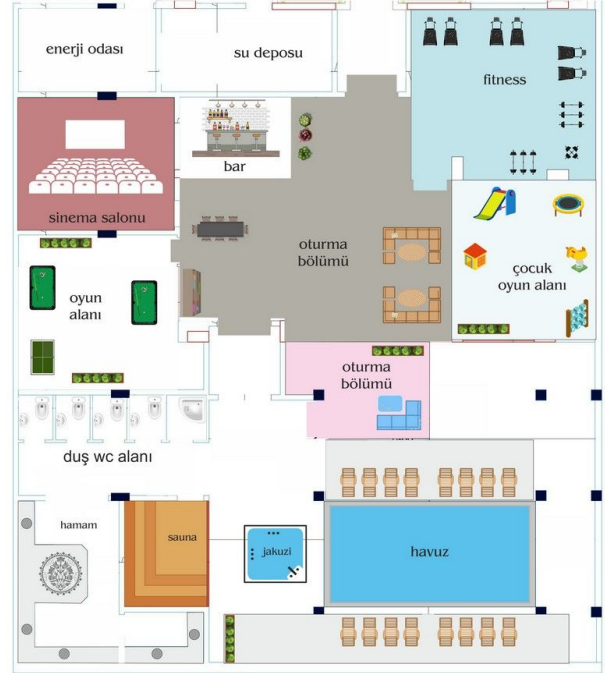 enerji odası
su deposu
fitness
bar
sinema salonu
oturma
bölümü
çocuk
oyun alanı
oyun
alanı
oturma
bölümü
duş wc alanı
hamam
sauna
jakuzi
havuz